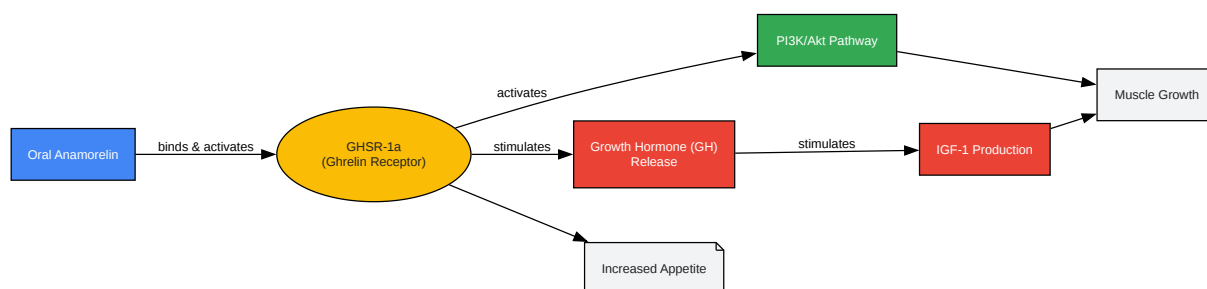 Oral Anamorelin
binds & activates
GHSR-1a
(Ghrelin Receptor)
activates
stimulates
PI3K/Akt Pathway
Growth Hormone (GH)
Release
stimulates
IGF-1 Production
Muscle Growth
Increased Appetite